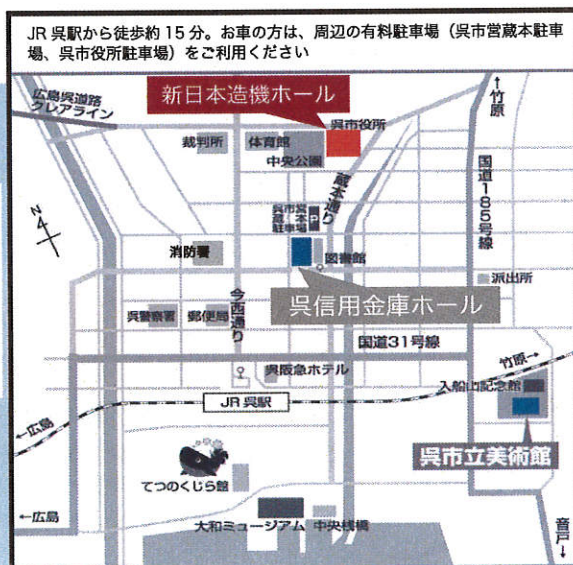 JR 呉駅から徒歩約 15 分。お車の方は、周辺の有料駐車場（呉市営蔵本駐車
場、呉市役所駐車場）をご利用ください
広島呉道路
クレアライン
新日本造機ホール
↑竹原
呉市役所
裁判所
体育館
中央公園
蔵本通り
国道185号線
N
呉市営
蔵本
駐車場
P
消防署
図書館
派出所
呉信用金庫ホール
呉警察署
郵便局
今西通り
国道31号線
竹原→
呉阪急ホテル
入船山記念館
JR 呉駅
←広島
呉市立美術館
てつのくじら館
←広島
大和ミュージアム
中央桟橋
音戸↓